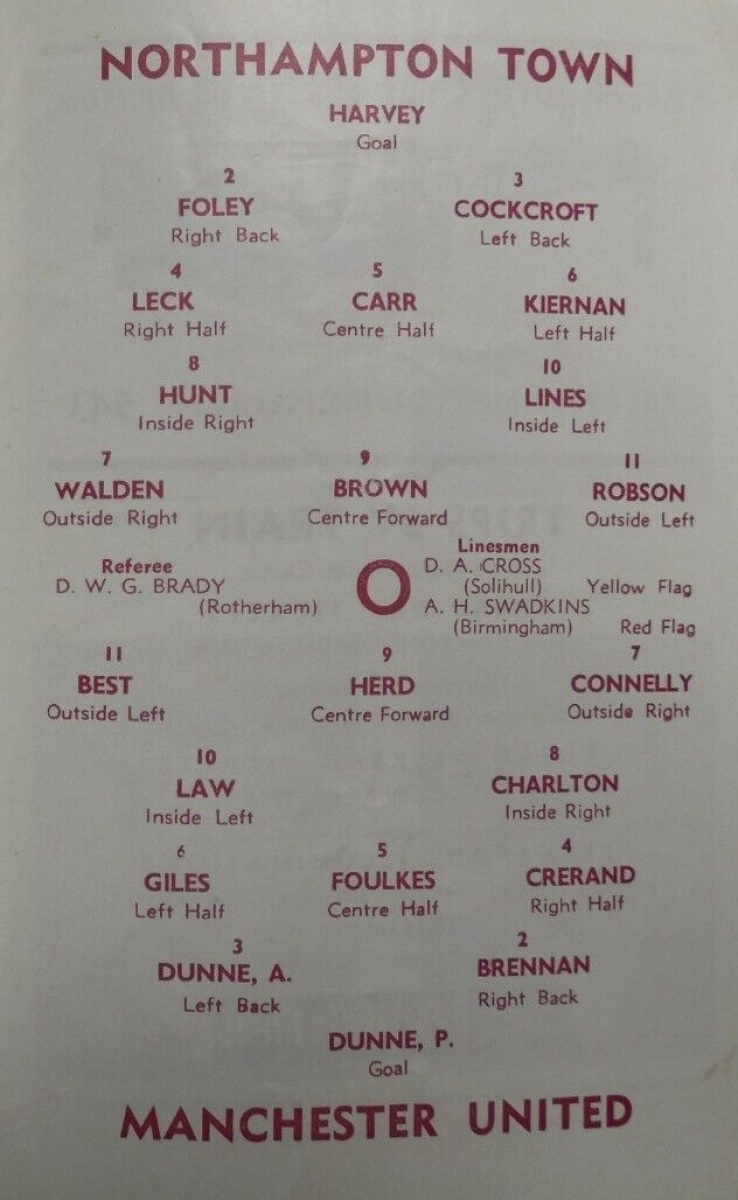 NORTHAMPTON TOWN
HARVEY
Goal
2 3
FOLEY COCKCROFT
Right Back Left Back
4 5 6
LECK CARR KIERNAN
Right Half Centre Half Left Half
8 10
HUNT LINES
Inside Right Inside Left
7 9 11
WALDEN BROWN ROBSON
Outside Right Centre Forward Outside Left
Referee
D. W. G. BRADY
(Rotherham)
O
Linesmen
D. A. CROSS
(Solihull) Yellow Flag
A. H. SWADKINS
(Birmingham) Red Flag
11 9 7
BEST HERD CONNELLY
Outside Left Centre Forward Outside Right
10 8
LAW CHARLTON
Inside Left Inside Right
6 5 4
GILES FOULKES CRERAND
Left Half Centre Half Right Half
3 2
DUNNE, A. BRENNAN
Left Back Right Back
DUNNE, P.
Goal
MANCHESTER UNITED